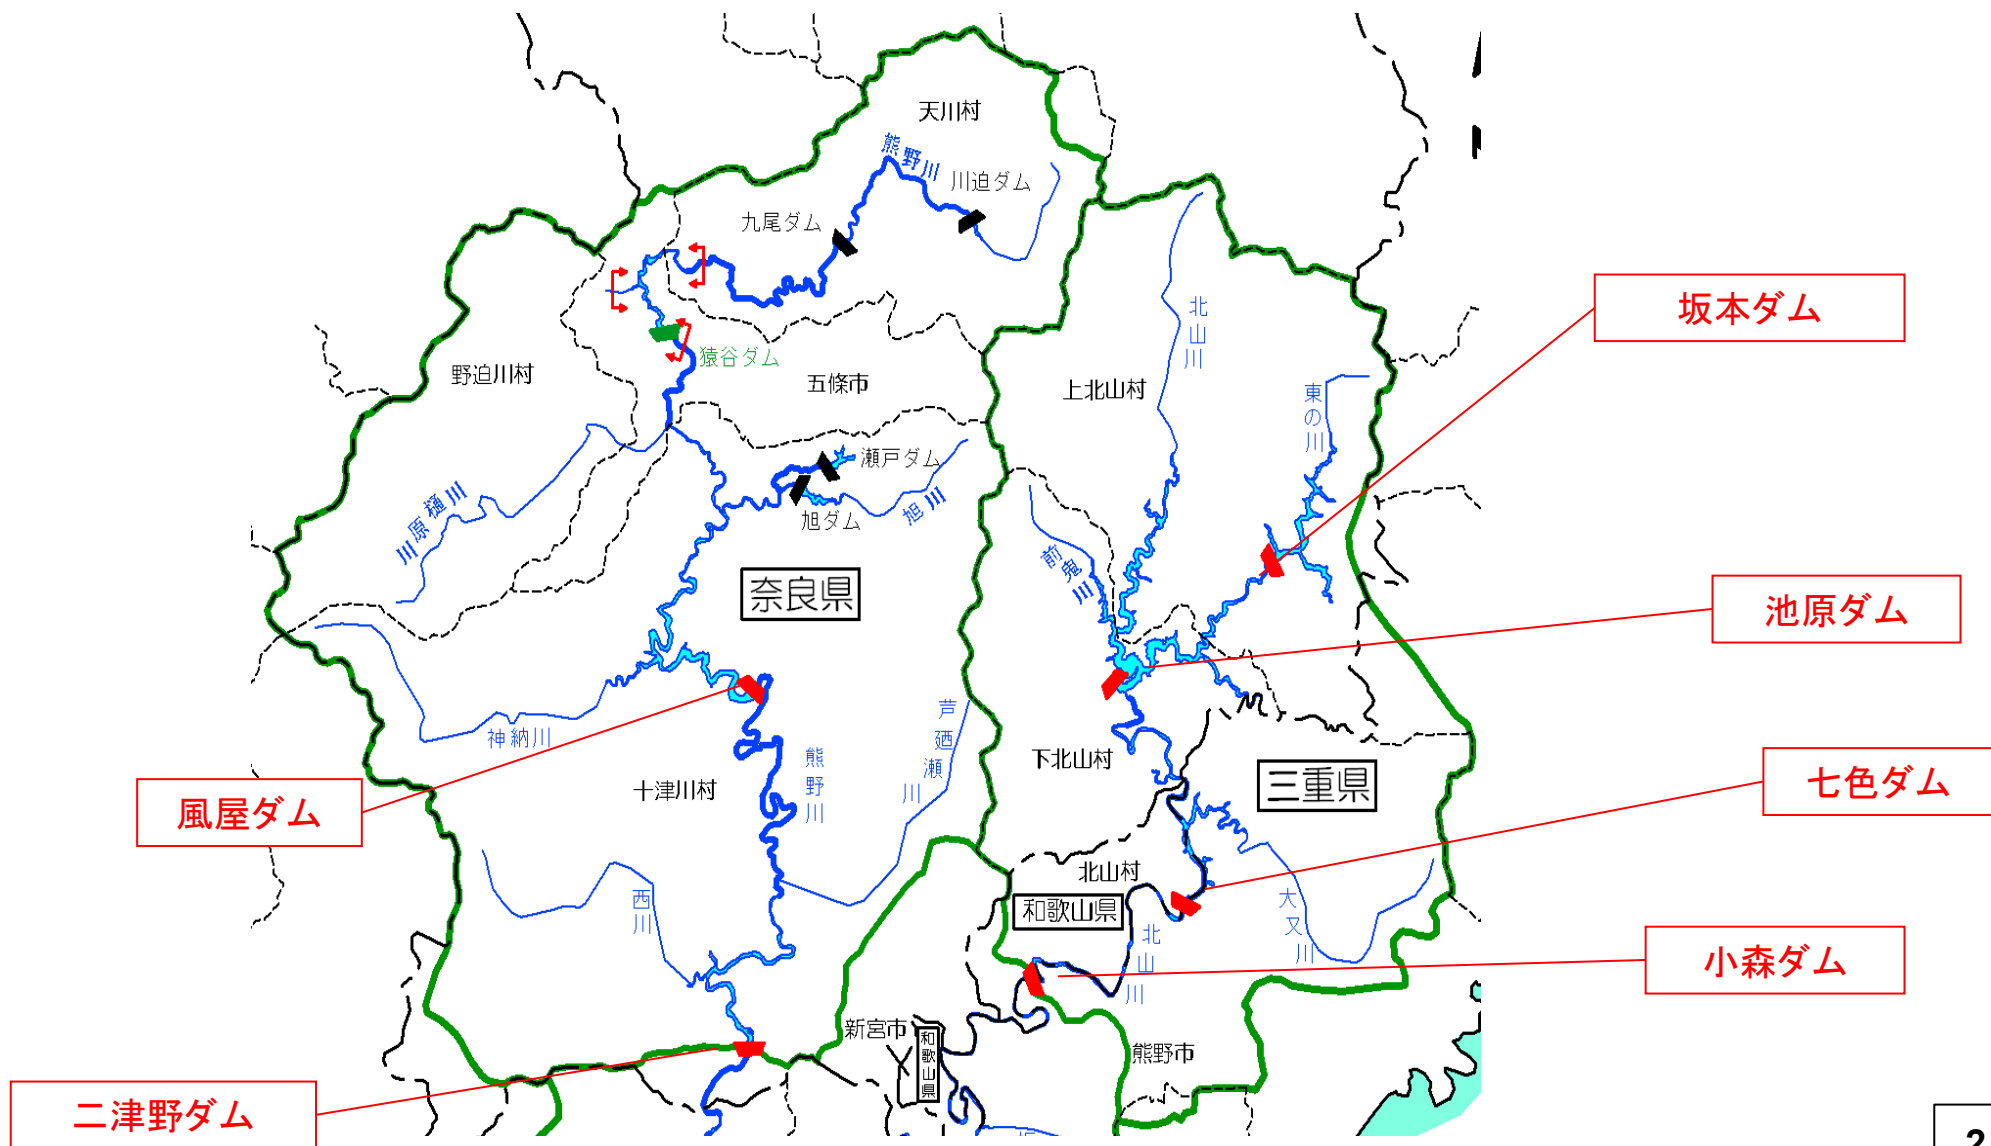 天川村
熊野川
川迫ダム
九尾ダム
猿谷ダム
野迫川村
五條市
北山川
上北山村
東の川
坂本ダム
瀬戸ダム
旭ダム
旭川
川原樋川
前鬼川
奈良県
池原ダム
神納川
芦廼瀬川
下北山村
三重県
七色ダム
十津川村
熊野川
風屋ダム
北山村
和歌山県
西川
大又川
北山川
小森ダム
新宮市
和歌山県
熊野市
二津野ダム
2